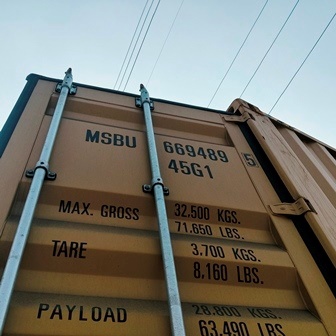 MSBU 669489 5
45G1
MAX. GROSS 32.500 KGS.
71.650 LBS.
TARE 3.700 KGS.
8.160 LBS.
PAYLOAD 28.800 KGS.
63.490 LBS